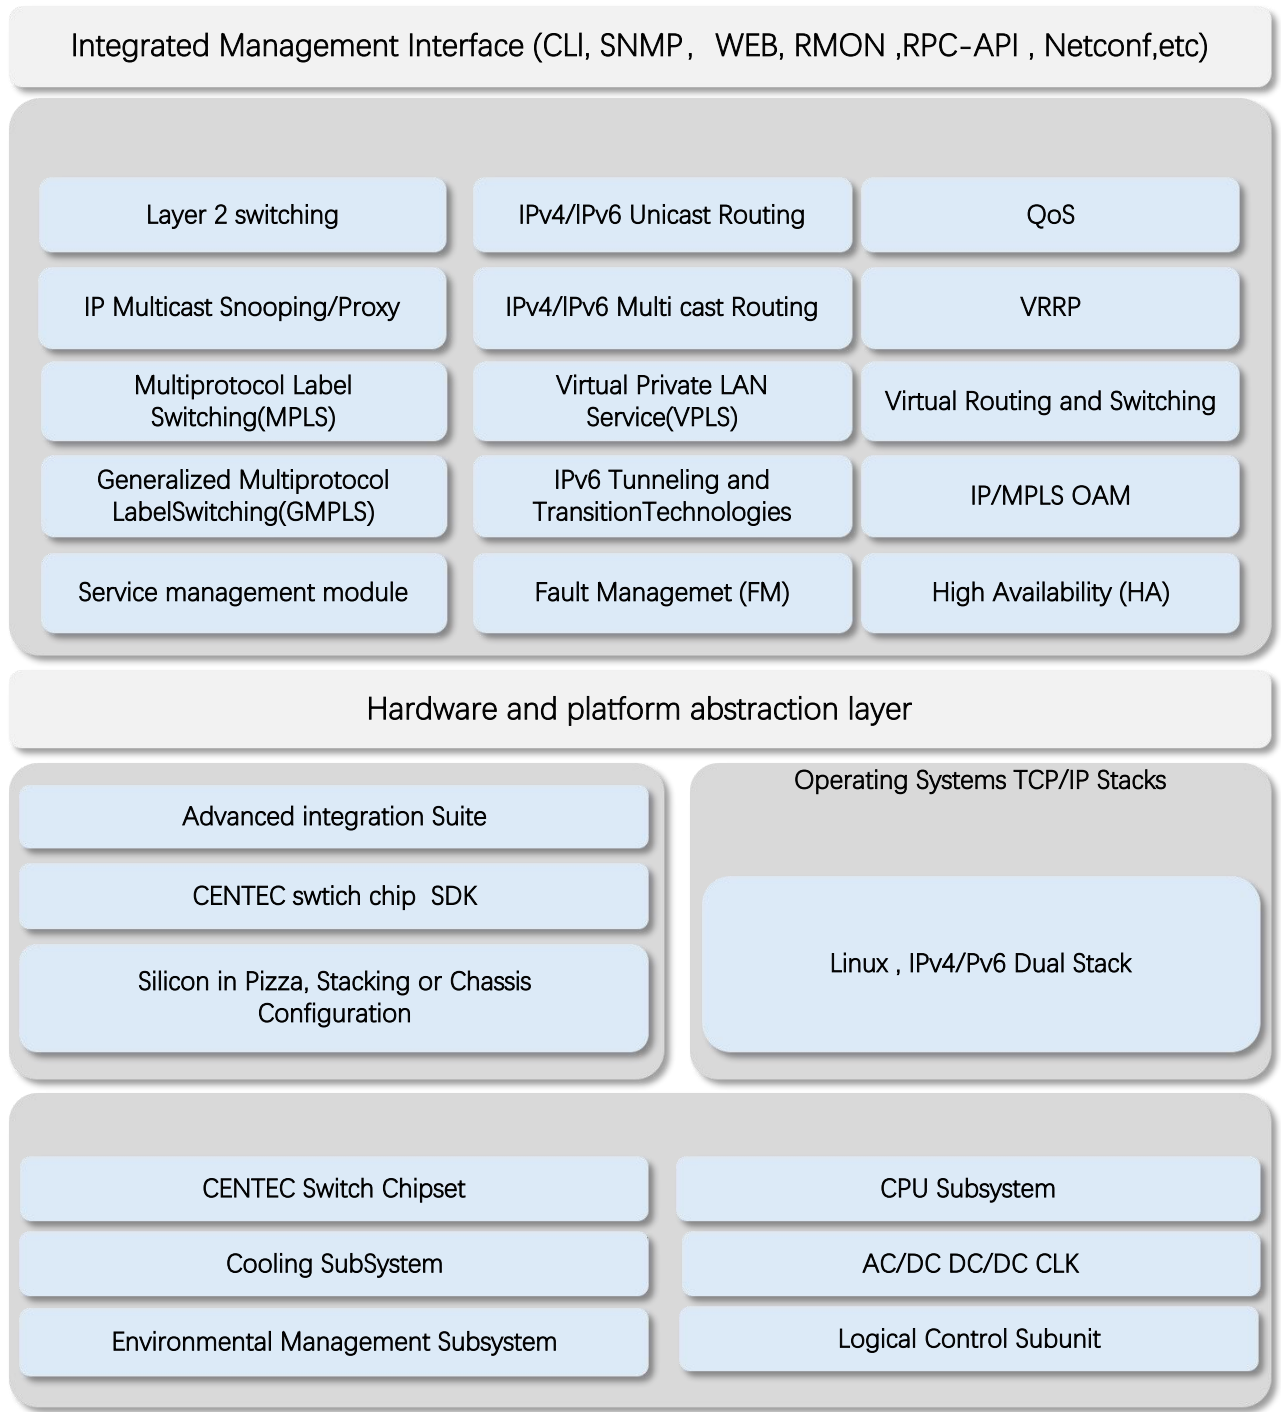 Integrated Management Interface (CLI, SNMP， WEB, RMON ,RPC-API , Netconf,etc)
Layer 2 switching
IPv4/IPv6 Unicast Routing
QoS
IP Multicast Snooping/Proxy
IPv4/IPv6 Multi cast Routing
VRRP
Multiprotocol Label
Switching(MPLS)
Virtual Private LAN
Service(VPLS)
Virtual Routing and Switching
Generalized Multiprotocol
LabelSwitching(GMPLS)
IPv6 Tunneling and
TransitionTechnologies
IP/MPLS OAM
Service management module
Fault Managemet (FM)
High Availability (HA)
Hardware and platform abstraction layer
Advanced integration Suite
CENTEC swtich chip  SDK
Silicon in Pizza, Stacking or Chassis
Configuration
Operating Systems TCP/IP Stacks
Linux , IPv4/Pv6 Dual Stack
CENTEC Switch Chipset
CPU Subsystem
Cooling SubSystem
AC/DC DC/DC CLK
Environmental Management Subsystem
Logical Control Subunit